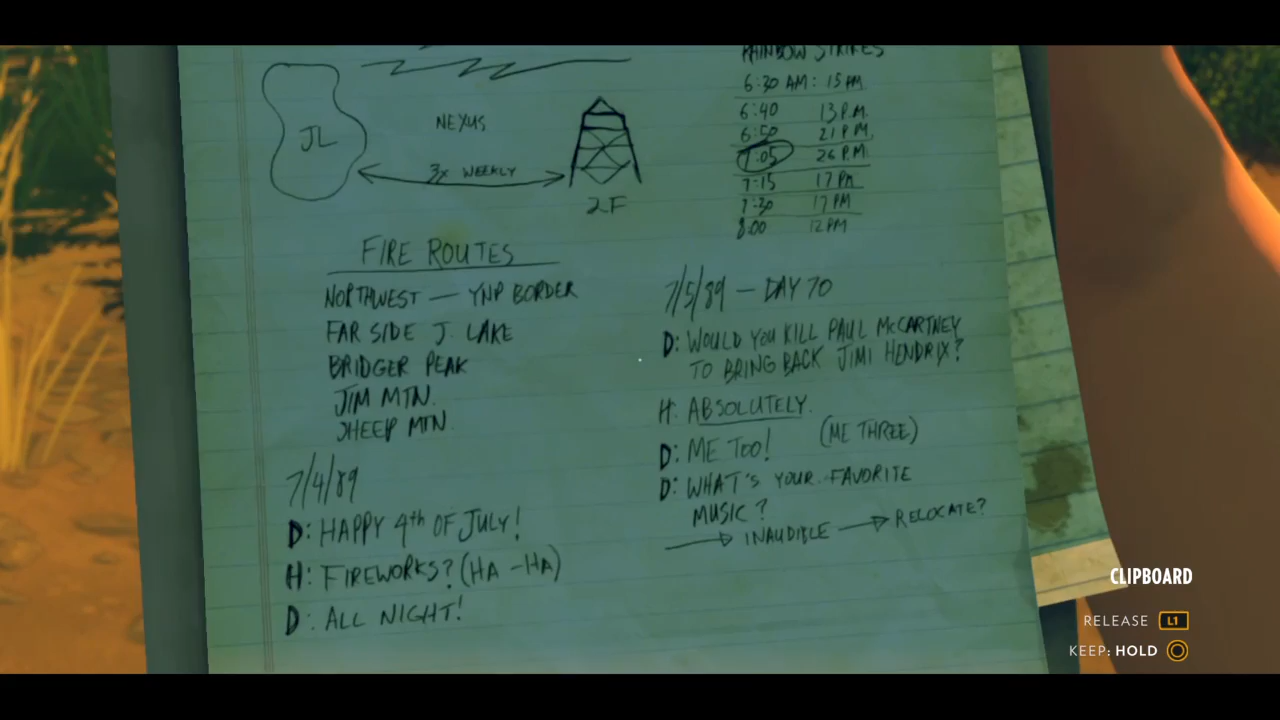 RAINBOW STRIKES
6:30 AM: 15 PM
6:40 13 P.M.
6:50 21 P.M.
7:05 26 P.M.
7:15 17 PM
7:30 17 PM
8:00 12 PM
JL
NEXUS
3x WEEKLY
2F
FIRE ROUTES
NORTHWEST — YNP BORDER
FAR SIDE J. LAKE
BRIDGER PEAK
JIM MTN.
SHEEP MTN.
7/4/89
D: HAPPY 4th OF JULY!
H: FIREWORKS? (HA-HA)
D: ALL NIGHT!
7/5/89 — DAY 70
D: WOULD YOU KILL PAUL McCARTNEY
TO BRING BACK JIMI HENDRIX?
H: ABSOLUTELY.
D: ME TOO! (ME THREE)
D: WHAT'S YOUR FAVORITE
MUSIC?
→ INAUDIBLE → RELOCATE?
CLIPBOARD
RELEASE L1
KEEP: HOLD